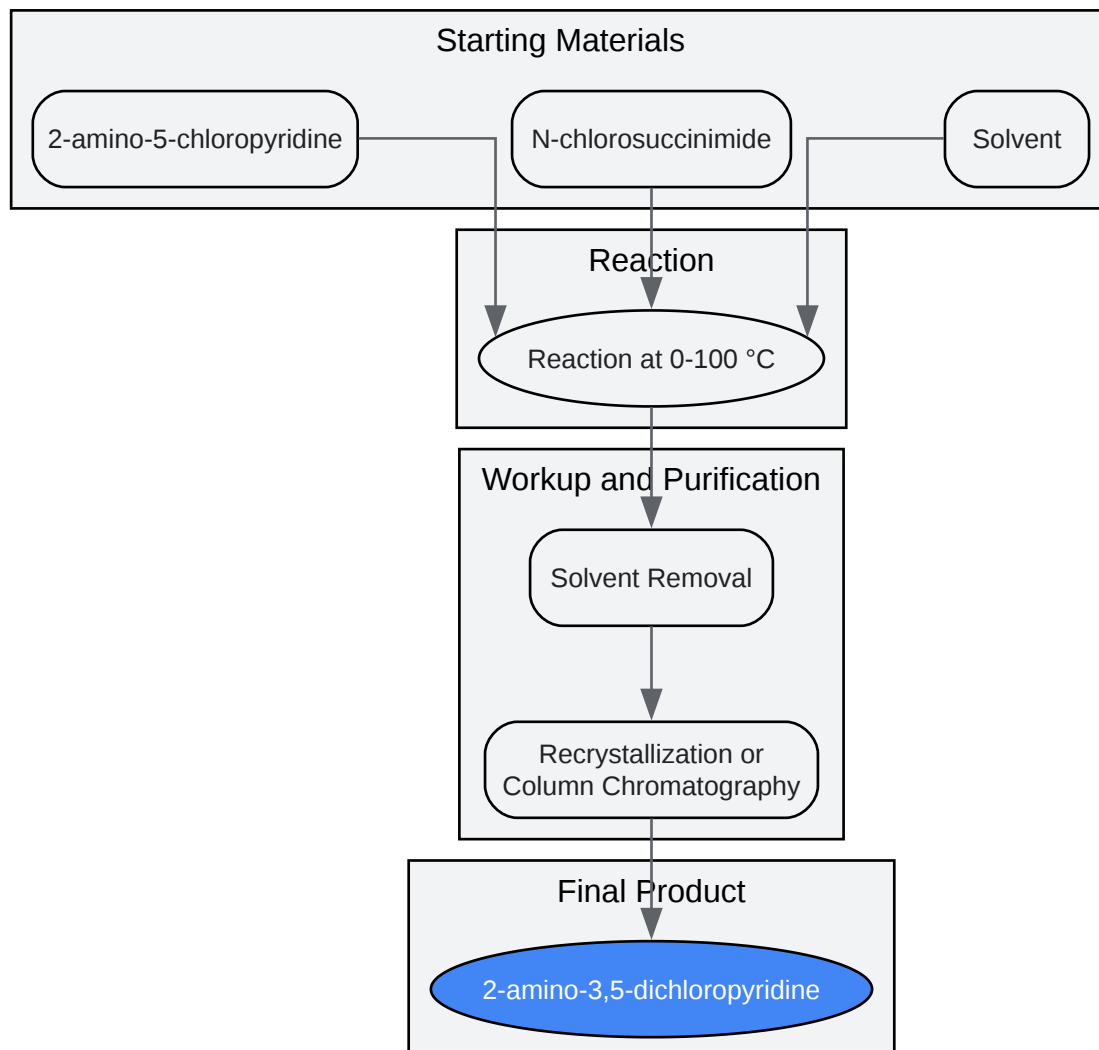 Starting Materials
2-amino-5-chloropyridine
N-chlorosuccinimide
Solvent
Reaction
Reaction at 0-100 °C
Workup and Purification
Solvent Removal
Recrystallization or
Column Chromatography
Final Product
2-amino-3,5-dichloropyridine